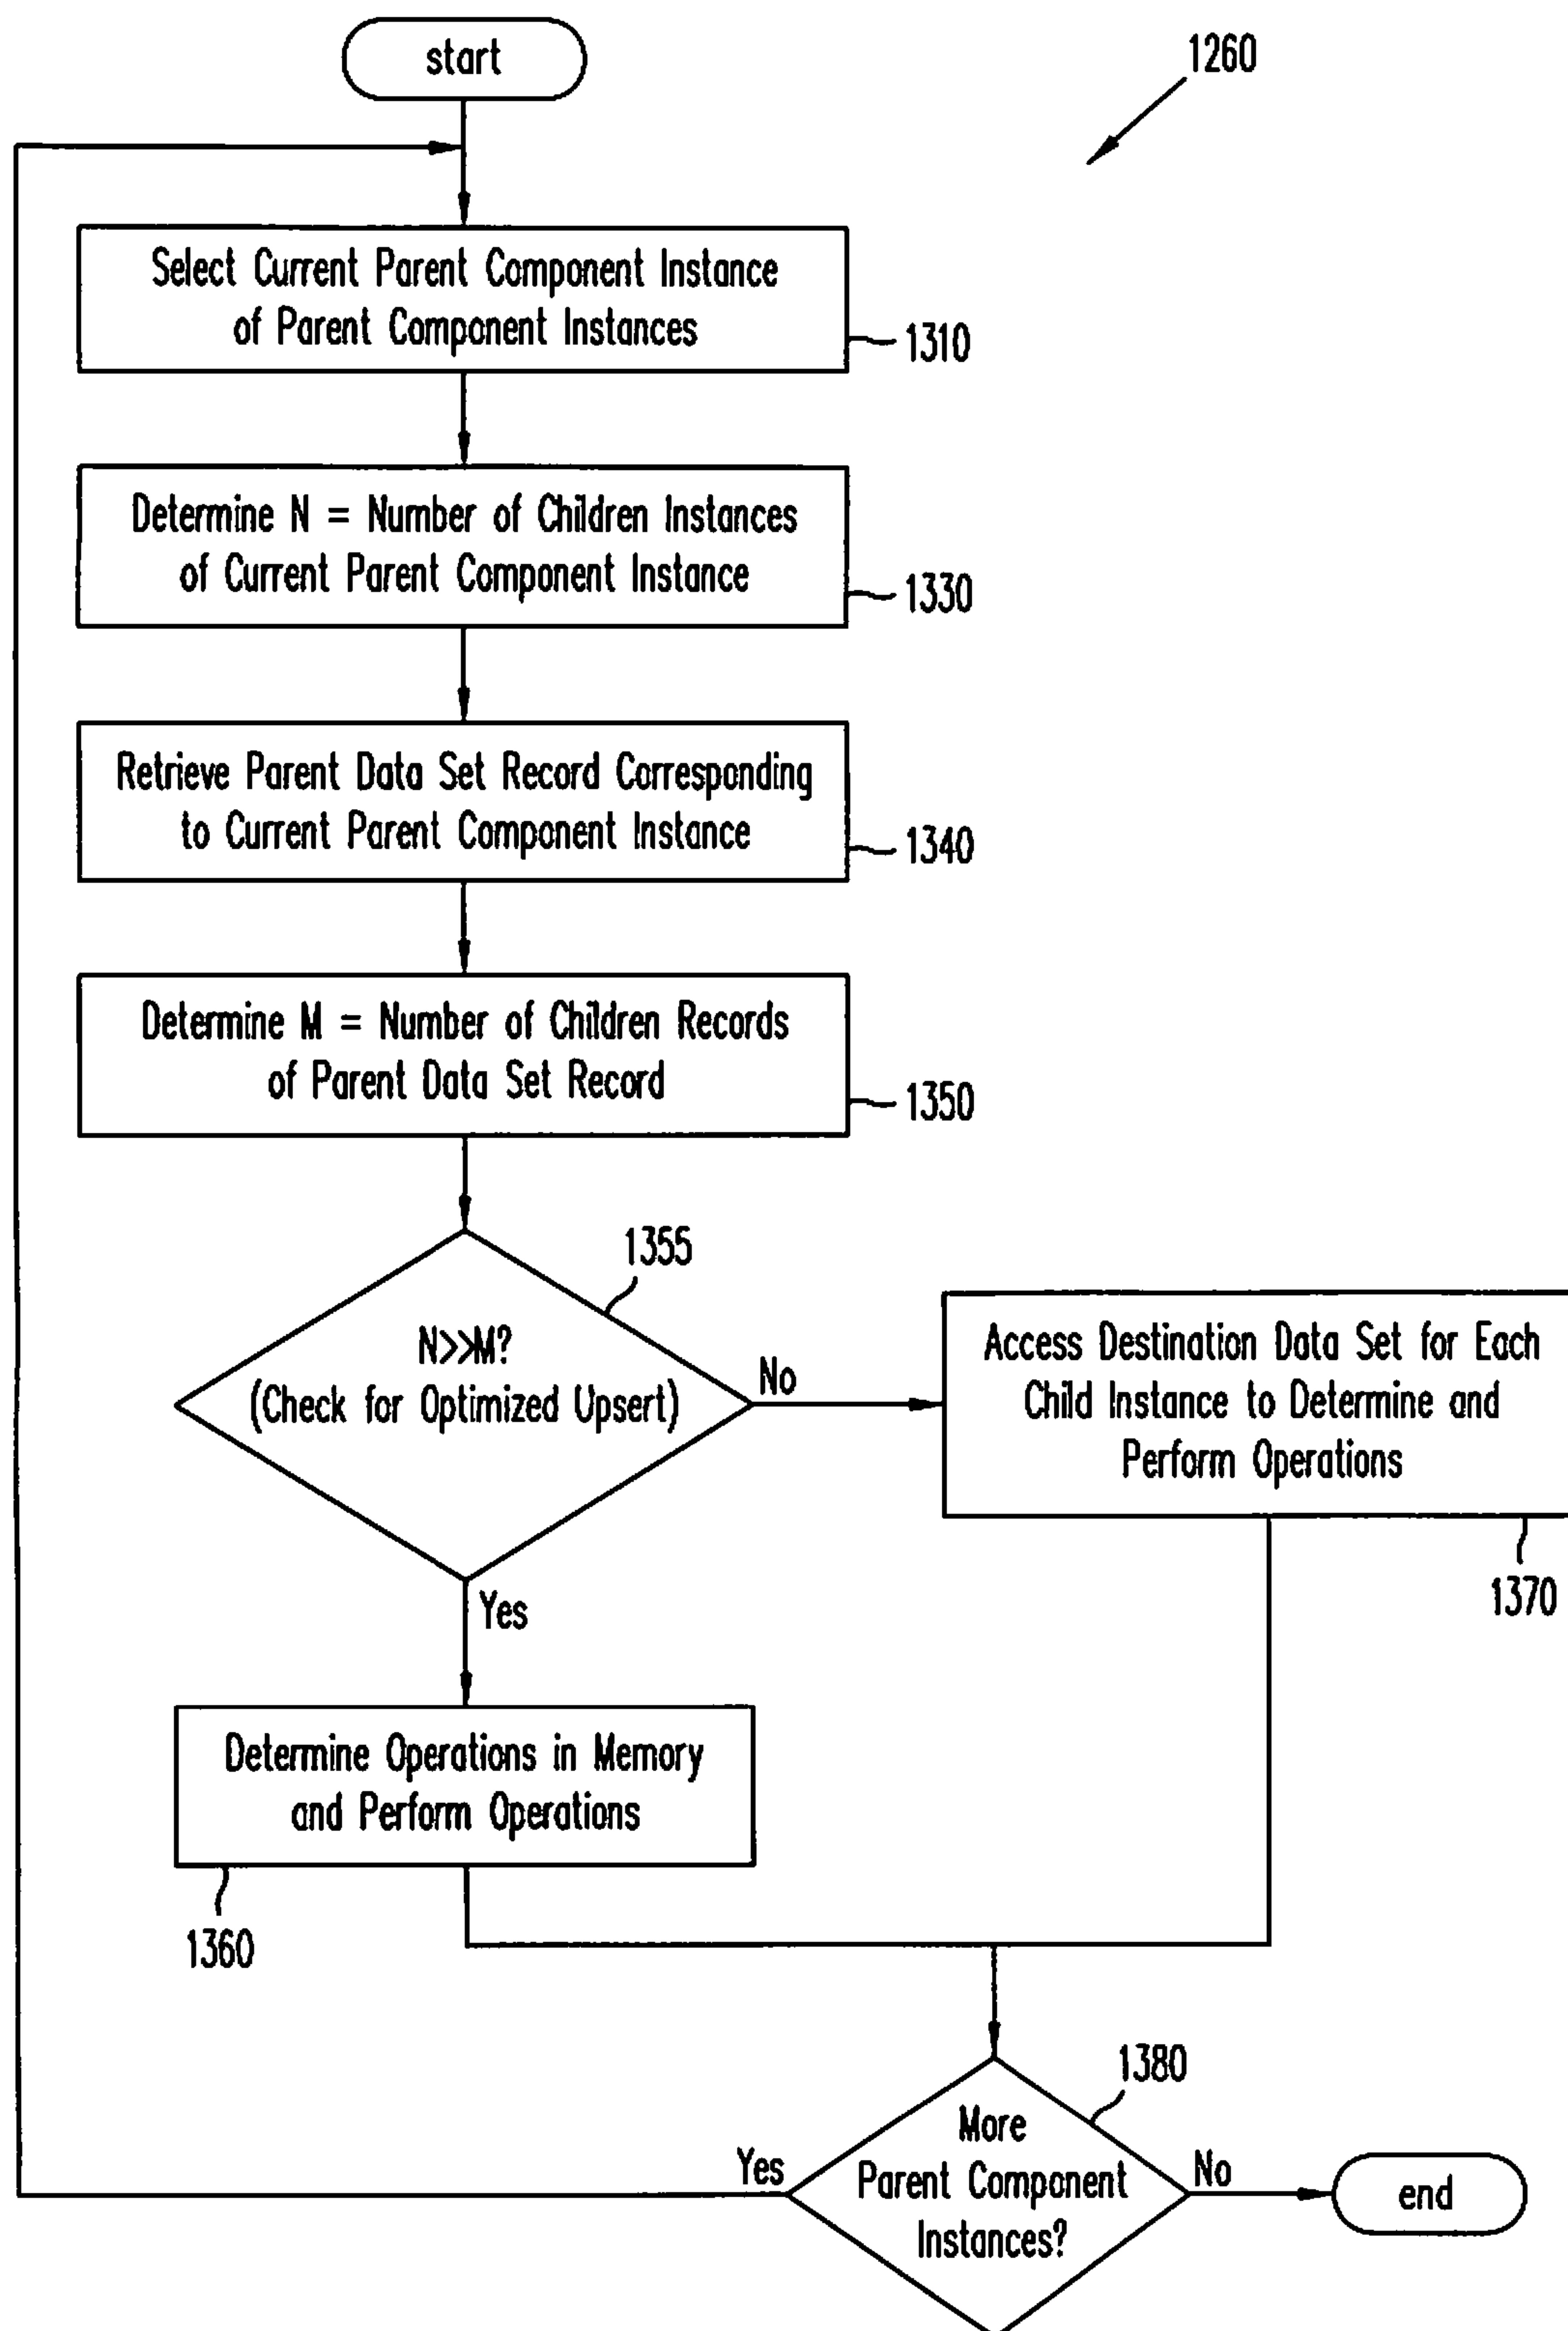 start
1260
Select Current Parent Component Instance
of Parent Component Instances
1310
Determine N = Number of Children Instances
of Current Parent Component Instance
1330
Retrieve Parent Data Set Record Corresponding
to Current Parent Component Instance
1340
Determine M = Number of Children Records
of Parent Data Set Record
1350
1355
N>>M?
(Check for Optimized Upsert)
No
Access Destination Data Set for Each
Child Instance to Determine and
Perform Operations
1370
Yes
Determine Operations in Memory
and Perform Operations
1360
1380
More
Parent Component
Instances?
Yes
No
end